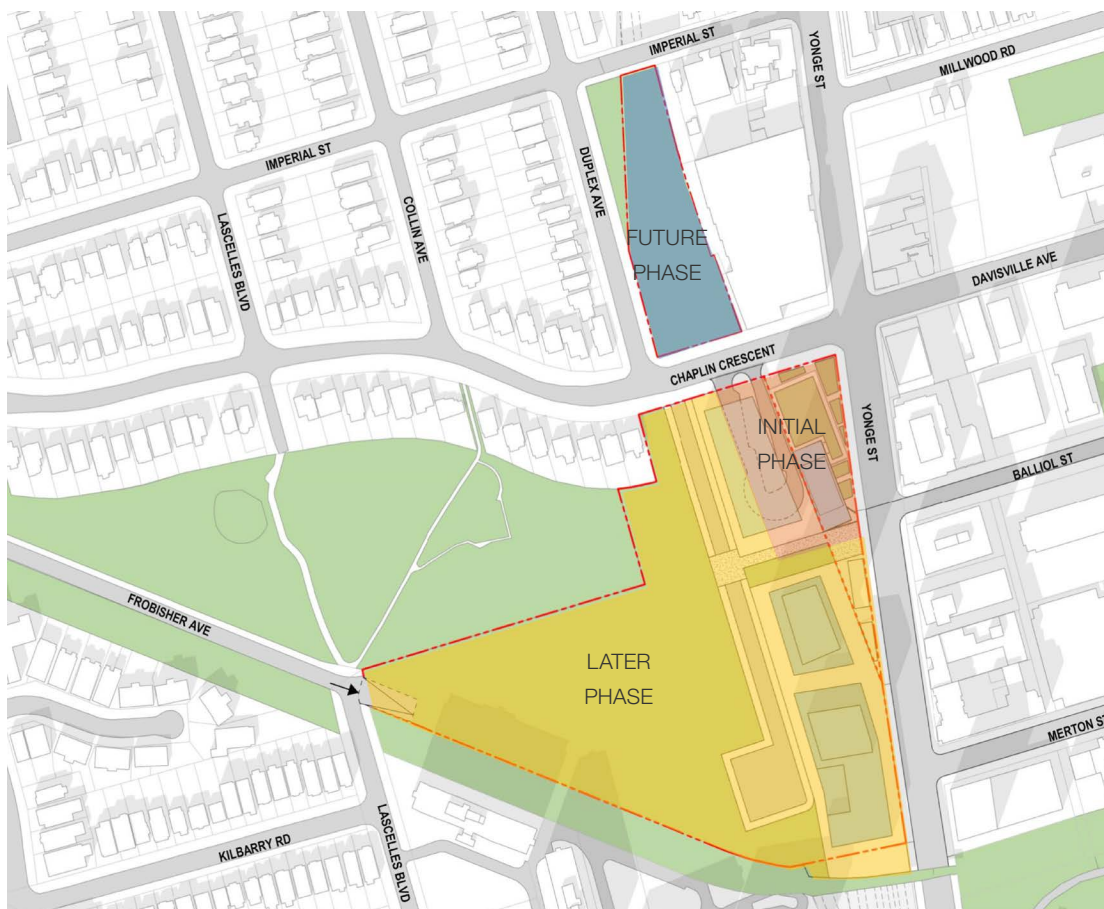 IMPERIAL ST
YONGE ST
MILLWOOD RD
IMPERIAL ST
DUPLEX AVE
COLLIN AVE
LASCELLES BLVD
FUTURE
PHASE
DAVISVILLE AVE
CHAPLIN CRESCENT
INITIAL
PHASE
YONGE ST
BALLIOL ST
FROBISHER AVE
LATER
PHASE
MERTON ST
LASCELLES BLVD
KILBARRY RD